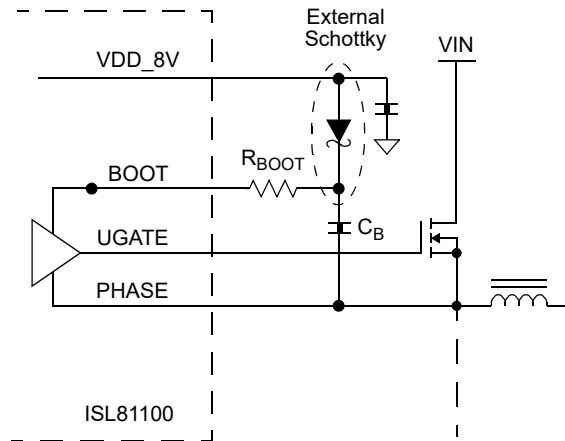 External
Schottky
VIN
VDD_8V
RBOOT
BOOT
CB
UGATE
PHASE
ISL81100